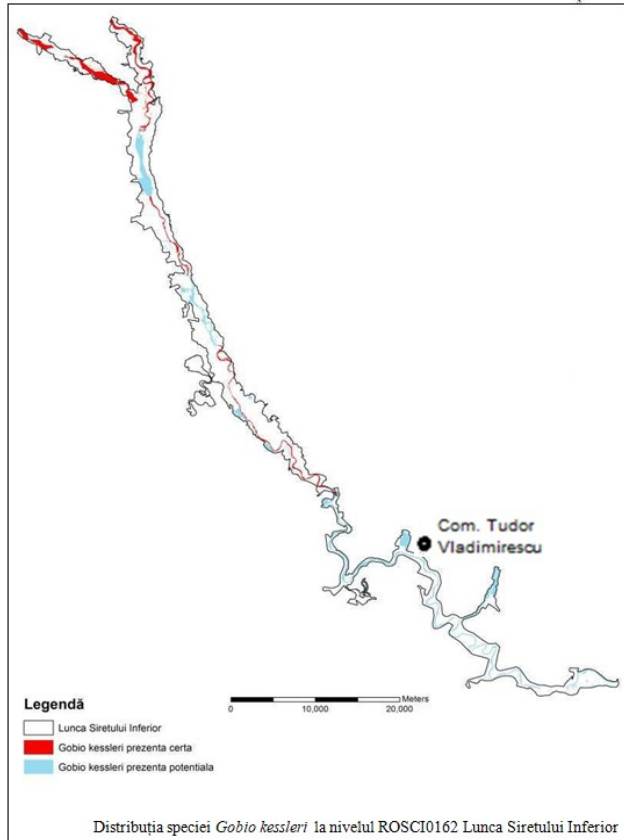 Com. Tudor
Vladimirescu
Legendă
Lunca Siretului Inferior
Gobio kessleri prezenta certa
Gobio kessleri prezenta potentiala
Meters
0 10,000 20,000
Distribuția speciei Gobio kessleri la nivelul ROSCI0162 Lunca Siretului Inferior